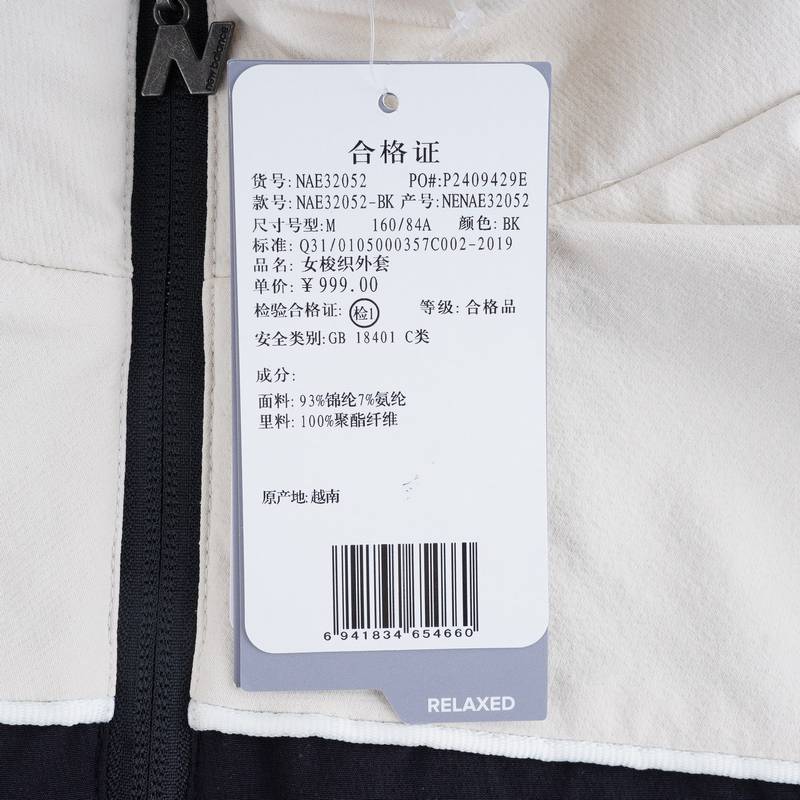 new balance
合格证
货号: NAE32052 PO#:P2409429E
款号: NAE32052-BK 产号: NENAE32052
尺寸号型:M 160/84A 颜色: BK
标准: Q31/0105000357C002-2019
品名: 女梭织外套
单价: ¥999.00
检验合格证: 检1 等级: 合格品
安全类别:GB 18401 C类
成分:
面料: 93%锦纶7%氨纶
里料: 100%聚酯纤维
原产地:越南
6 941834 654660
RELAXED